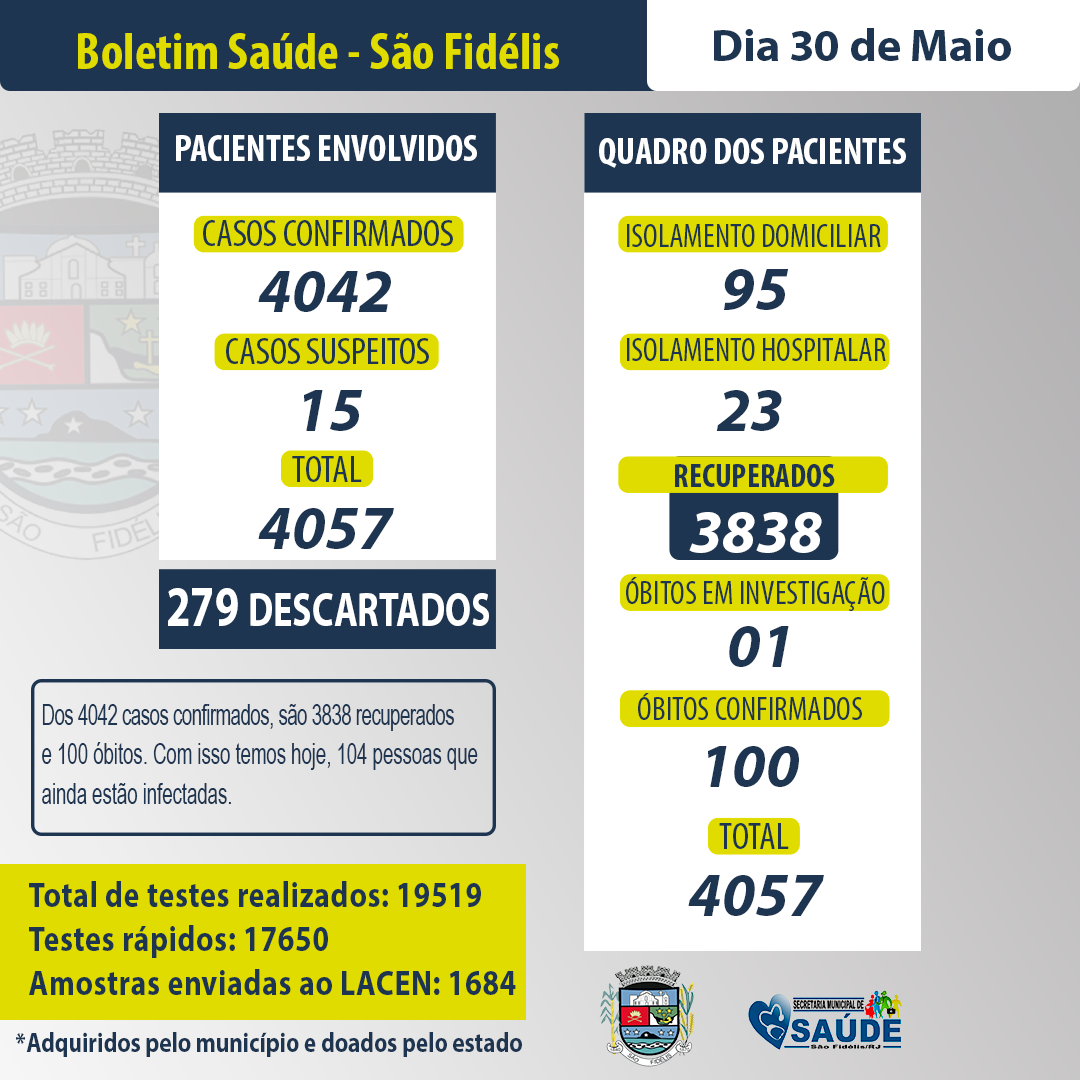 Boletim Saúde - São Fidélis
Dia 30 de Maio
PACIENTES ENVOLVIDOS
CASOS CONFIRMADOS
4042
CASOS SUSPEITOS
15
TOTAL
4057
279 DESCARTADOS
Dos 4042 casos confirmados, são 3838 recuperados
e 100 óbitos. Com isso temos hoje, 104 pessoas que
ainda estão infectadas.
Total de testes realizados: 19519
Testes rápidos: 17650
Amostras enviadas ao LACEN: 1684
*Adquiridos pelo município e doados pelo estado
QUADRO DOS PACIENTES
ISOLAMENTO DOMICILIAR
95
ISOLAMENTO HOSPITALAR
23
RECUPERADOS
3838
ÓBITOS EM INVESTIGAÇÃO
01
ÓBITOS CONFIRMADOS
100
TOTAL
4057
SÃO FIDÉLIS
SECRETARIA MUNICIPAL DE
SAÚDE
São Fidélis/RJ
SÃO FIDÉLIS